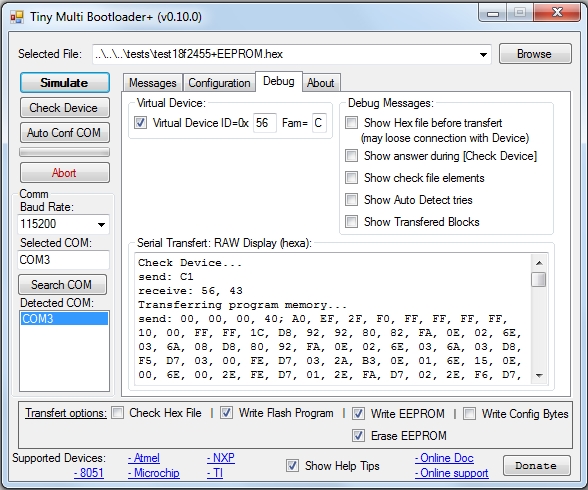 Tiny Multi Bootloader+ (v0.10.0)
Selected File: ..\..\..\tests\test18f2455+EEPROM.hex Browse
Simulate
Check Device
Auto Conf COM
Abort
Comm
Baud Rate:
115200
Selected COM:
COM3
Search COM
Detected COM:
COM3
Messages Configuration Debug About
Virtual Device:
Virtual Device ID=0x 56 Fam= C
Debug Messages:
Show Hex file before transfert
(may loose connection with Device)
Show answer during [Check Device]
Show check file elements
Show Auto Detect tries
Show Transfered Blocks
Serial Transfert: RAW Display (hexa):
Check Device...
send: C1
receive: 56, 43
Transferring program memory...
send: 00, 00, 00, 40; A0, EF, 2F, F0, FF, FF, FF, FF,
10, 00, FF, FF, 1C, D8, 92, 92, 80, 82, FA, 0E, 02, 6E,
03, 6A, 08, D8, 80, 92, FA, 0E, 02, 6E, 03, 6A, 03, D8,
F5, D7, 03, 00, FE, D7, 03, 2A, B3, 0E, 01, 6E, 15, 0E,
00, 6E, 00, 2E, FE, D7, 01, 2E, FA, D7, 02, 2E, F6, D7,
Transfert options: Check Hex File | Write Flash Program | Write EEPROM | Write Config Bytes
Erase EEPROM
Supported Devices: - Atmel - NXP Show Help Tips - Online Doc Donate
- 8051 - Microchip - TI - Online support